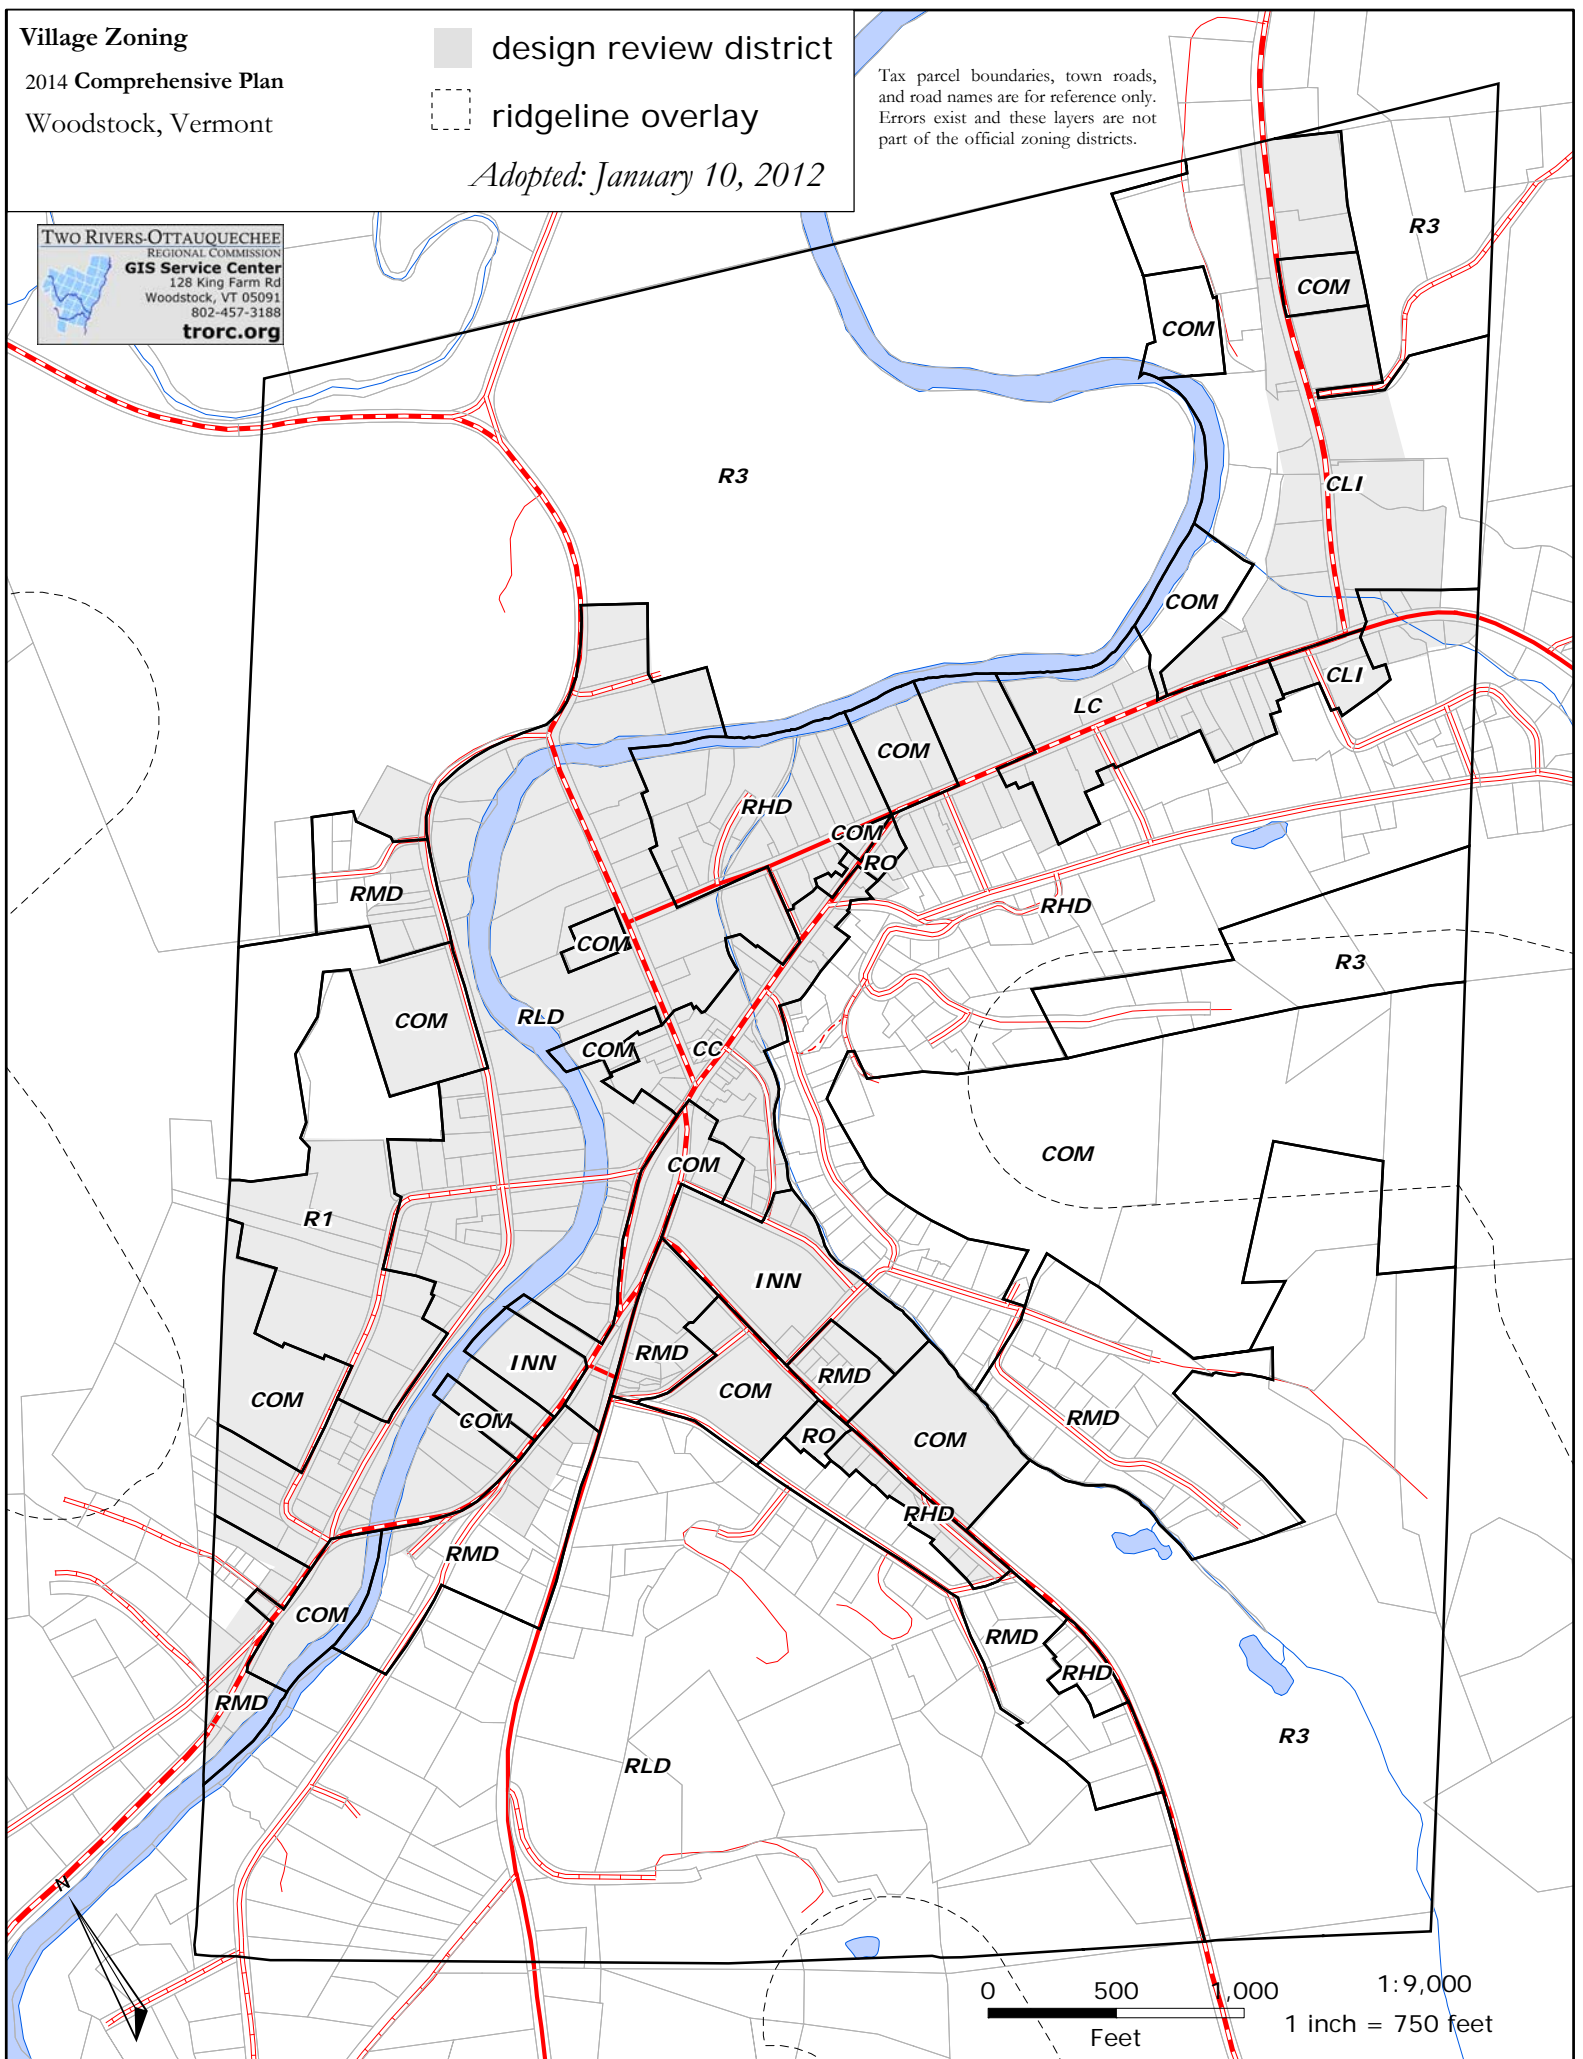 Village Zoning
2014 Comprehensive Plan
Woodstock, Vermont
design review district
ridgeline overlay
Adopted: January 10, 2012
Tax parcel boundaries, town roads,
and road names are for reference only.
Errors exist and these layers are not
part of the official zoning districts.
TWO RIVERS-OTTAUQUECHEE
REGIONAL COMMISSION
GIS Service Center
128 King Farm Rd
Woodstock, VT 05091
802-457-3188
trorc.org
R3
COM
COM
R3
CLI
COM
CLI
LC
COM
RHD
COM
RO
RMD
RHD
COM
R3
COM
RLD
COM
CC
COM
COM
R1
INN
RMD
INN
COM
RMD
COM
COM
RMD
RO
COM
RHD
RMD
COM
RMD
RHD
RMD
R3
RLD
N
0 500 1,000
Feet
1:9,000
1 inch = 750 feet